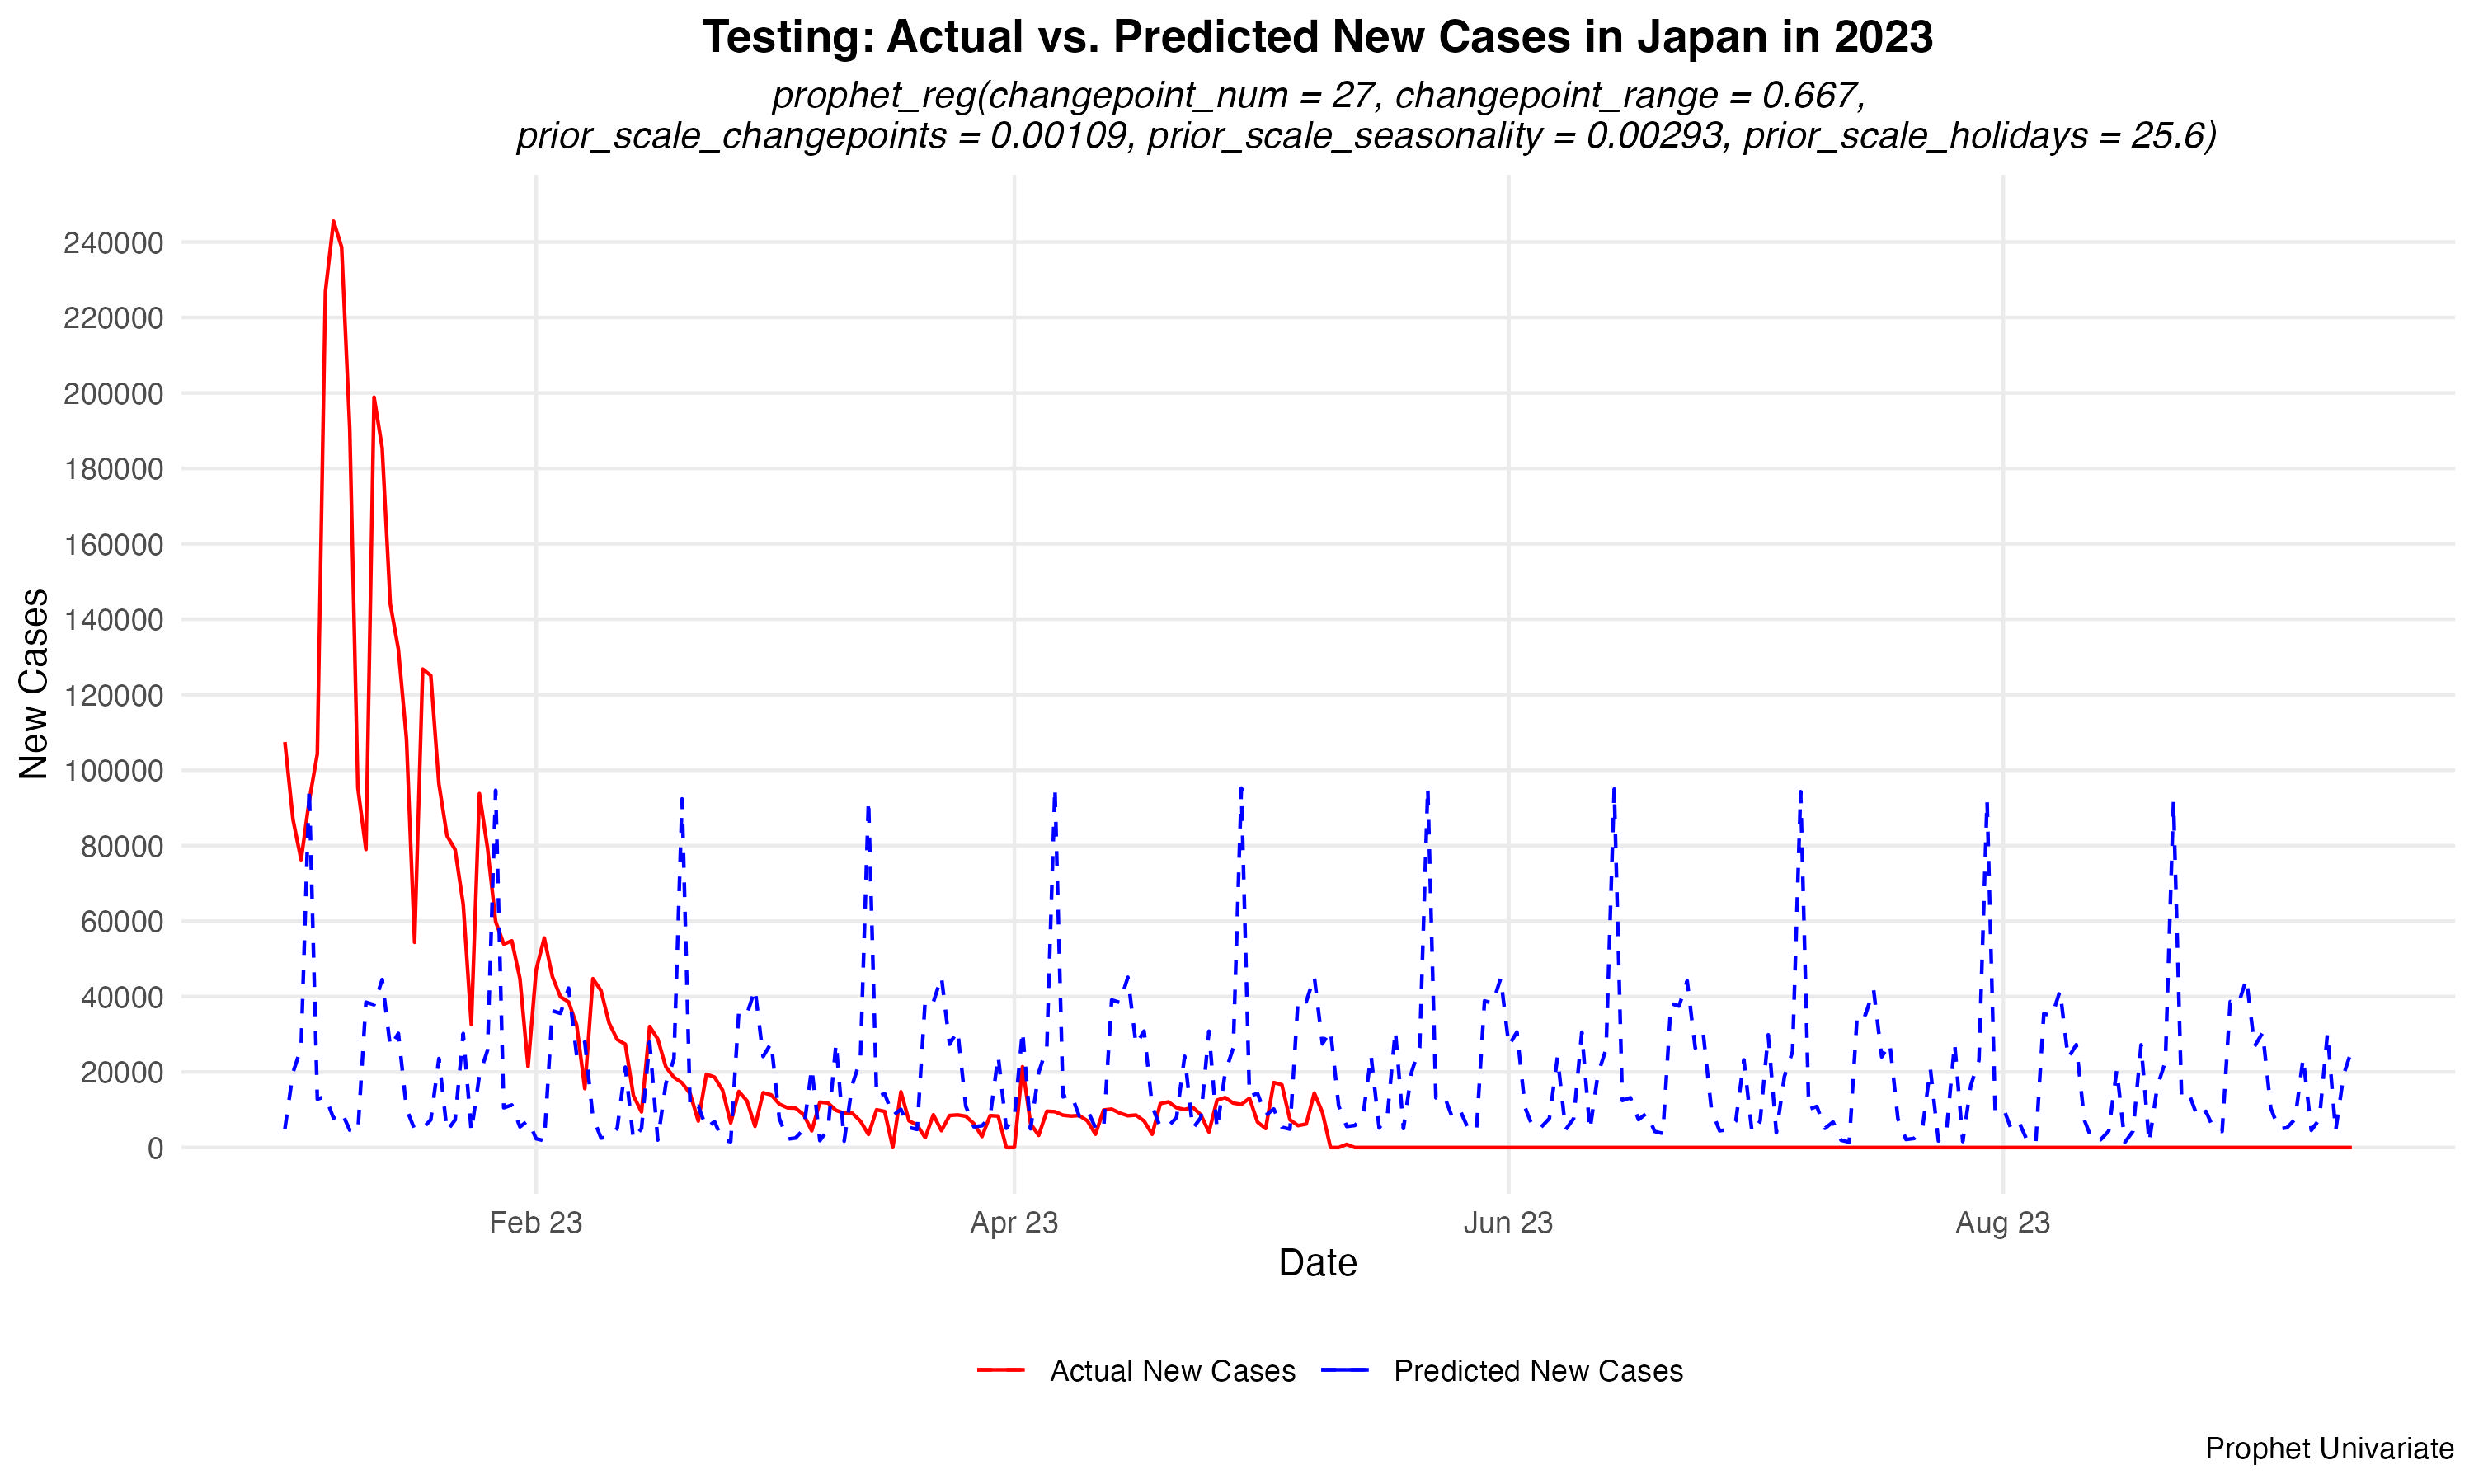 Testing: Actual vs. Predicted New Cases in Japan in 2023
prophet_reg(changepoint_num = 27, changepoint_range = 0.667,
prior_scale_changepoints = 0.00109, prior_scale_seasonality = 0.00293, prior_scale_holidays = 25.6)
New Cases
240000
220000
200000
180000
160000
140000
120000
100000
80000
60000
40000
20000
0
Feb 23
Apr 23
Jun 23
Aug 23
Date
Actual New Cases
Predicted New Cases
Prophet Univariate